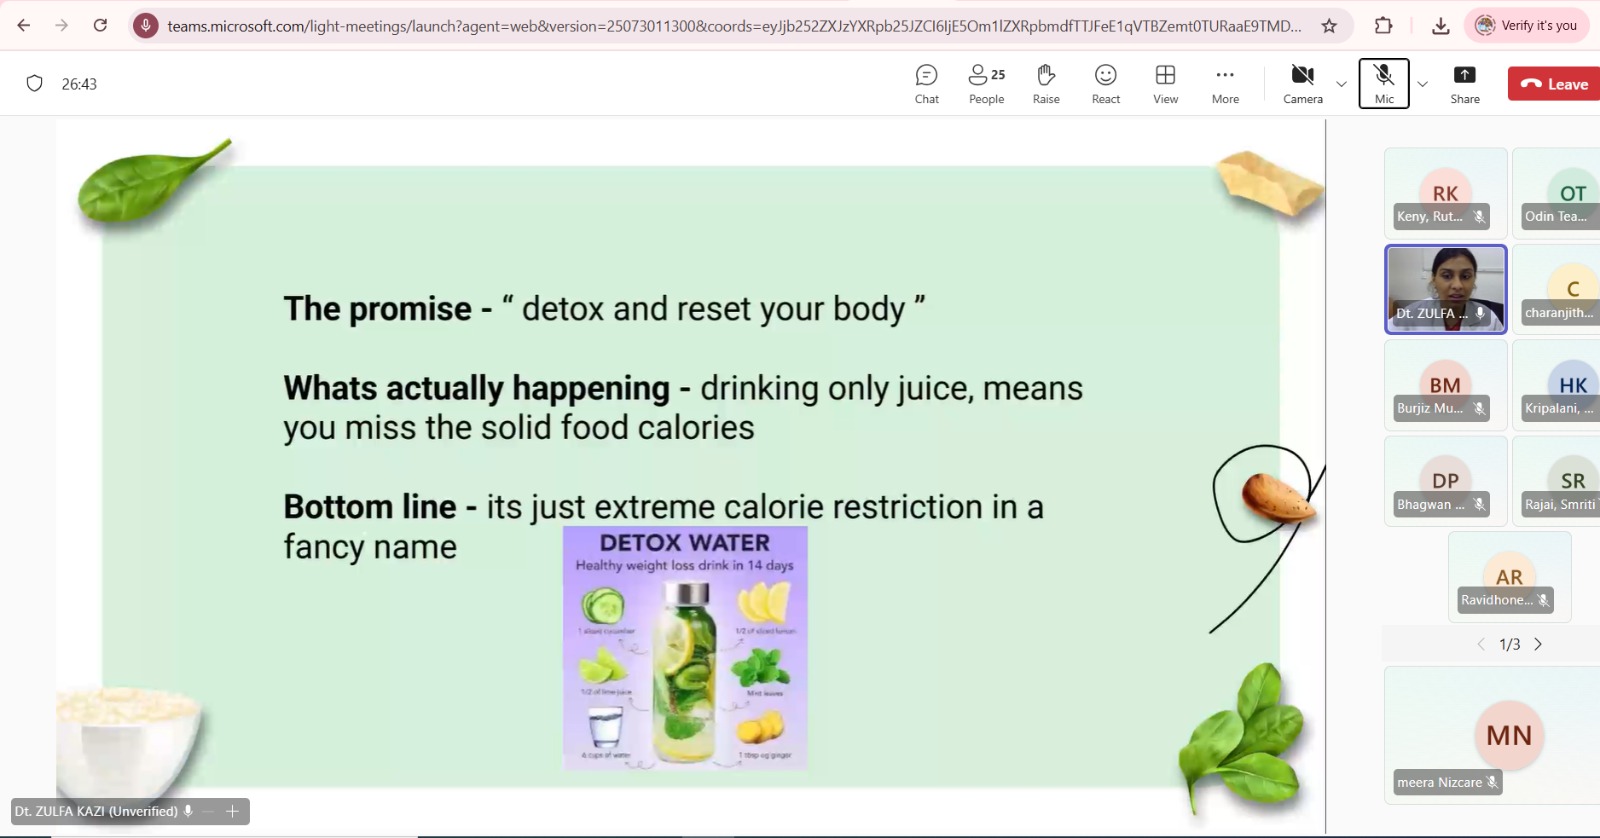 teams.microsoft.com/light-meetings/launch?agent=web&version=25073011300&coords=eyJjb252ZXJzYXRpb25JZCI6IjE5Om1lZXRpbmdfTTJFeE1qVTBZemt0TURRaaE9TMD...
Verify it's you
26:43
25
Chat
People
Raise
React
View
More
Camera
Mic
Share
Leave
The promise - “ detox and reset your body ”
Whats actually happening - drinking only juice, means
you miss the solid food calories
Bottom line - its just extreme calorie restriction in a
fancy name
DETOX WATER
Healthy weight loss drink in 14 days
1 sliced cucumber
1/2 of sliced lemon
1/2 of lime juice
Mint leaves
6 cups of water
1 tbsp og ginger
RK
Keny, Rut...
OT
Odin Tea...
Dt. ZULFA ...
C
charanjith...
BM
Burjiz Mu...
HK
Kripalani, ...
DP
Bhagwan ...
SR
Rajai, Smriti
AR
Ravidhone...
1/3
MN
meera Nizcare
Dt. ZULFA KAZI (Unverified)